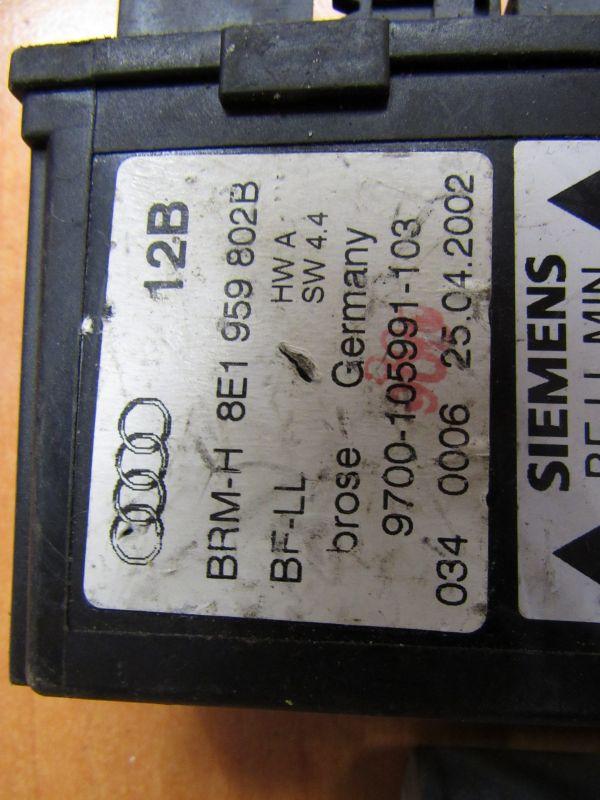 12B
BRM-H 8E1 959 802B
BF-LL HW A
SW 4.4
brose Germany
9700-105991-103
034 0006 25.04.2002
SIEMENS